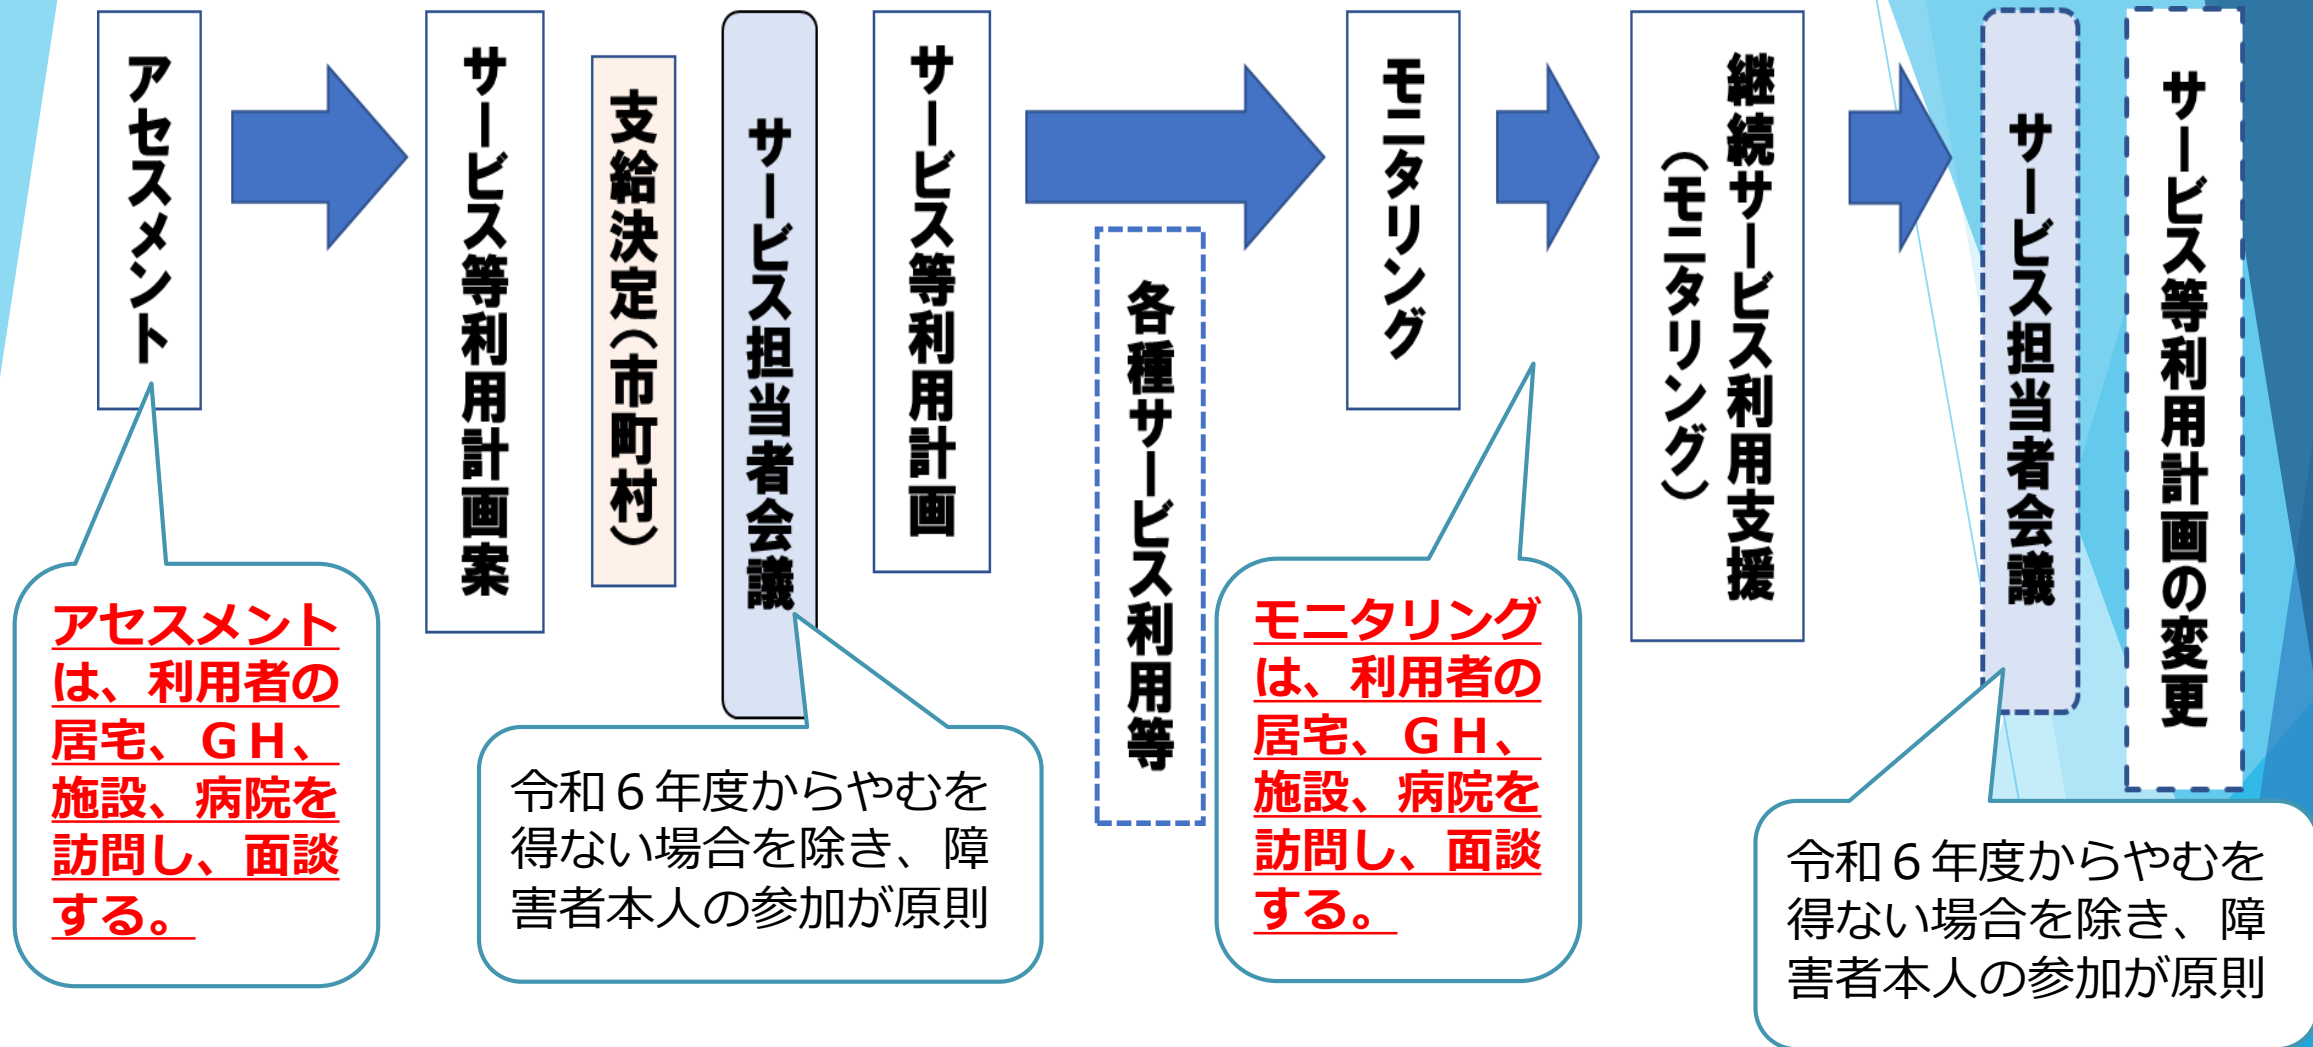 アセスメント
サービス等利用計画案
支給決定（市町村）
サービス担当者会議
サービス等利用計画
各種サービス利用等
モニタリング
継続サービス利用支援
（モニタリング）
サービス担当者会議
サービス等利用計画の変更
アセスメント
は、利用者の
居宅、ＧＨ、
施設、病院を
訪問し、面談
する。
令和６年度からやむを
得ない場合を除き、障
害者本人の参加が原則
モニタリング
は、利用者の
居宅、ＧＨ、
施設、病院を
訪問し、面談
する。
令和６年度からやむを
得ない場合を除き、障
害者本人の参加が原則